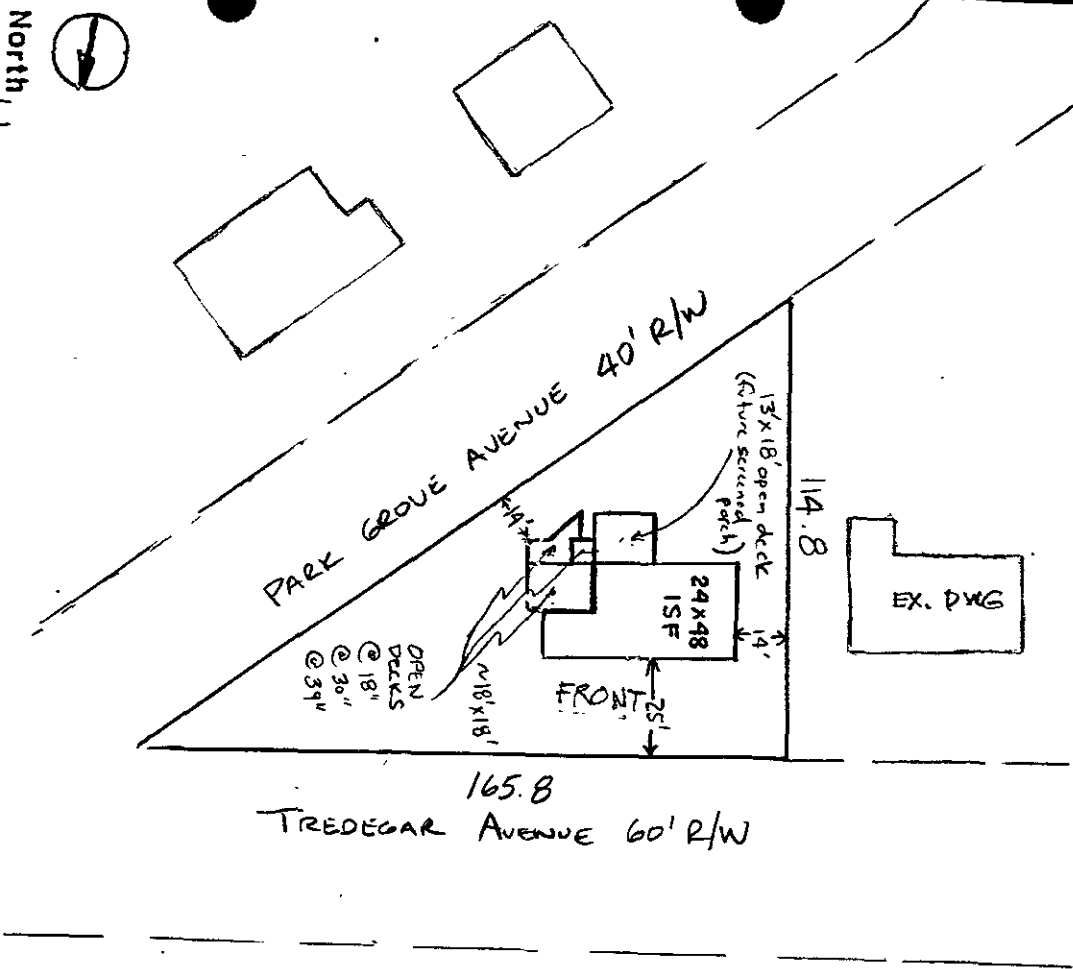 North
PARK GROVE AVENUE 40' R/W
13'x18' open deck
(future screened
porch)
114.8
EX. DWG
24x48
1SF
14'
14'
OPEN
DECKS
@ 18"
@ 30"
@ 39"
~18'x18'
FRONT
25'
165.8
TREDEGAR AVENUE 60' R/W